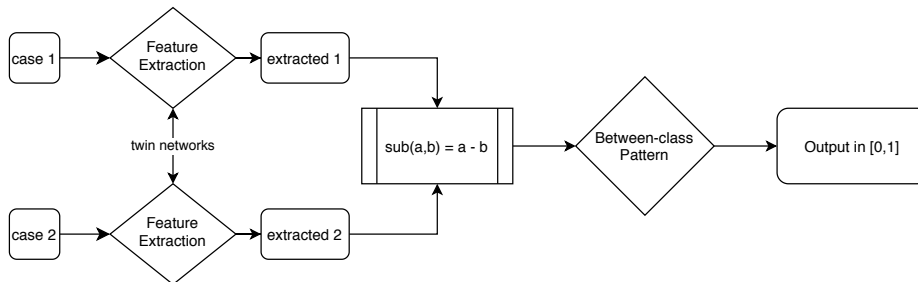 case 1
Feature
Extraction
extracted 1
twin networks
sub(a,b) = a - b
Between-class
Pattern
Output in [0,1]
case 2
Feature
Extraction
extracted 2